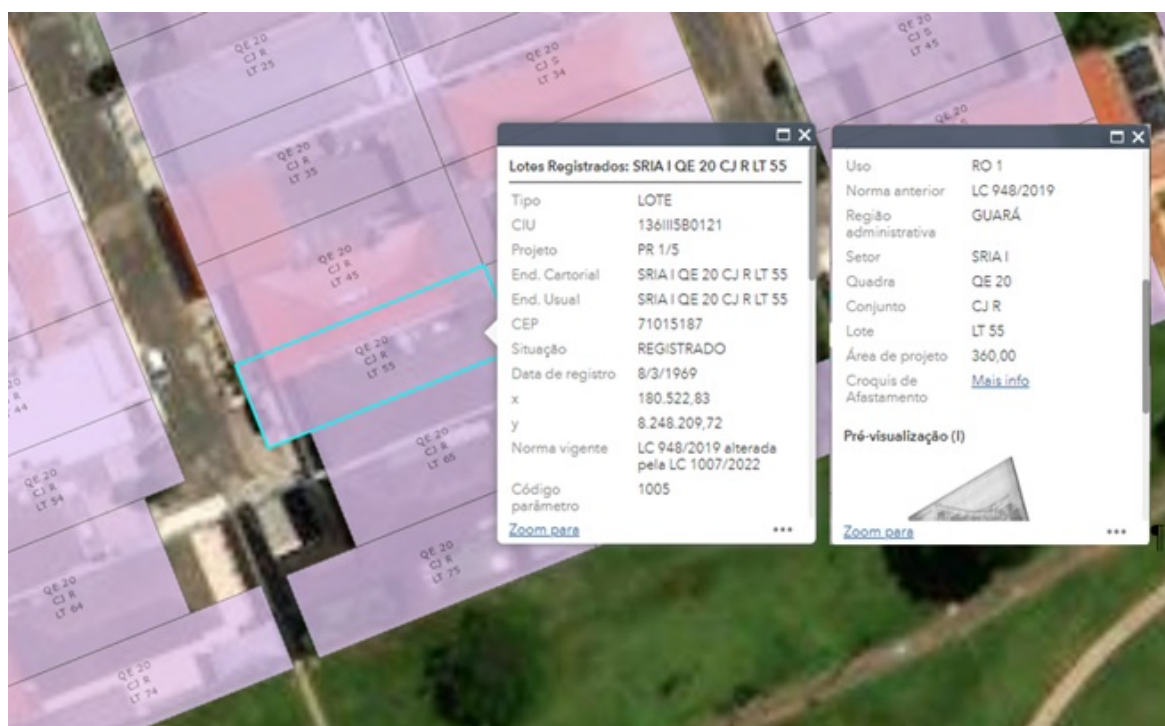 QE 20
CJ R
LT 25
QE 20
CJ S
LT 34
QE 20
CJ S
LT 45
QE 20
QE 20
CJ R
LT 35
QE 20
CJ R
LT 45
QE 20
CJ R
LT 55
QE 20
CJ R
LT 65
QE 20
CJ R
LT 75
20
R
44
QE 20
CJ R
LT 54
QE 20
CJ R
LT 64
QE 20
CJ R
LT 74
Lotes Registrados: SRIA I QE 20 CJ R LT 55
Tipo LOTE
CIU 136III5B0121
Projeto PR 1/5
End. Cartorial SRIA I QE 20 CJ R LT 55
End. Usual SRIA I QE 20 CJ R LT 55
CEP 71015187
Situação REGISTRADO
Data de registro 8/3/1969
x 180.522,83
y 8.248.209,72
Norma vigente LC 948/2019 alterada
pela LC 1007/2022
Código
parâmetro 1005
Zoom para
Uso RO 1
Norma anterior LC 948/2019
Região
administrativa GUARÁ
Setor SRIA I
Quadra QE 20
Conjunto CJ R
Lote LT 55
Área de projeto 360,00
Croquis de
Afastamento Mais info
Pré-visualização (I)
Zoom para
¶